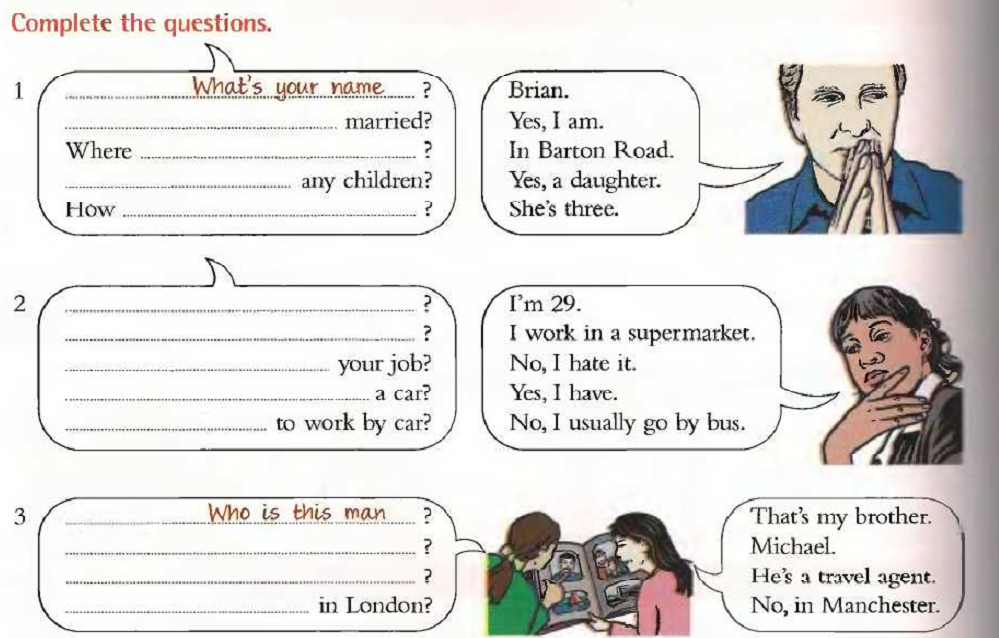 Complete the questions.
1
What's your name ?
married?
Where ?
any children?
How ?
Brian.
Yes, I am.
In Barton Road.
Yes, a daughter.
She's three.
2
?
?
your job?
a car?
to work by car?
I'm 29.
I work in a supermarket.
No, I hate it.
Yes, I have.
No, I usually go by bus.
3
Who is this man ?
?
?
in London?
That's my brother.
Michael.
He's a travel agent.
No, in Manchester.